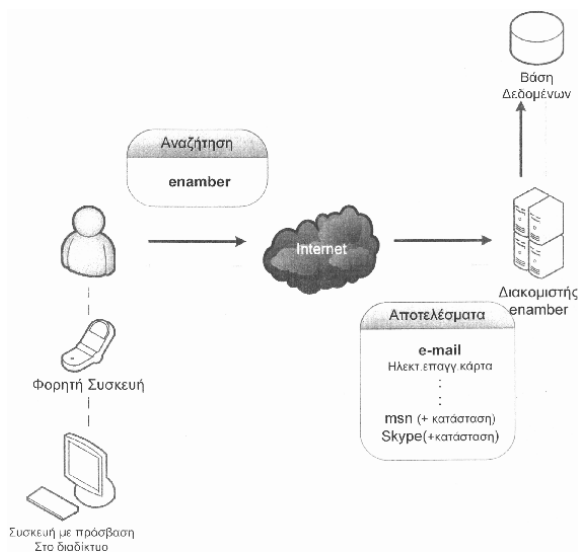 Βάση
Δεδομένων
Αναζήτηση
enamber
Internet
Διακομιστής
enamber
Αποτελέσματα
e-mail
Ηλεκτ.επαγγ.κάρτα
:
:
msn (+ κατάσταση)
Skype(+κατάσταση)
Φορητή Συσκευή
Συσκευή με πρόσβαση
Στο διαδίκτυο